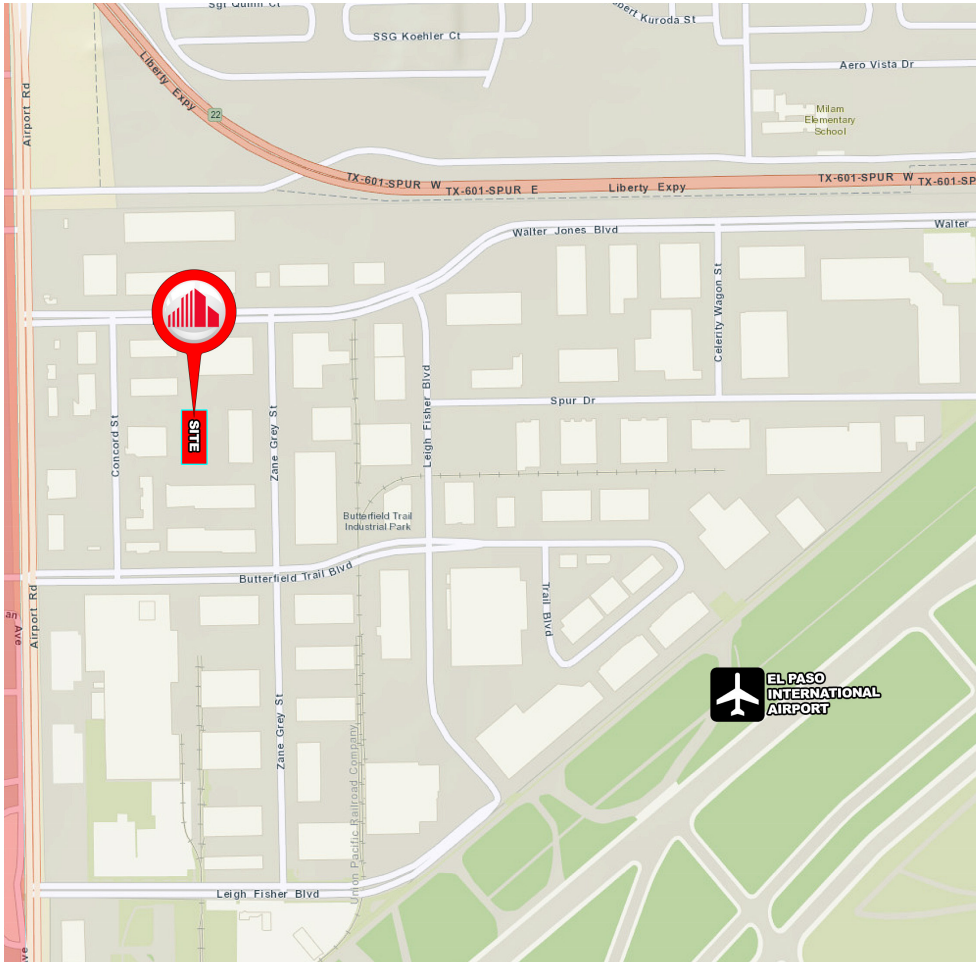 Sgt Quinn Ct
Robert Kuroda St
SSG Koehler Ct
Aero Vista Dr
Liberty Expy
Airport Rd
22
Milam
Elementary
School
TX-601-SPUR W
TX-601-SPUR E
Liberty Expy
TX-601-SPUR W
TX-601-SP
Walter Jones Blvd
Walter
Celerity Wagon St
Spur Dr
Leigh Fisher Blvd
Zane Grey St
Concord St
SITE
Butterfield Trail
Industrial Park
Butterfield Trail Blvd
Trail Blvd
Airport Rd
Ave
EL PASO
INTERNATIONAL
AIRPORT
Zane Grey St
Union Pacific Railroad Company
Leigh Fisher Blvd